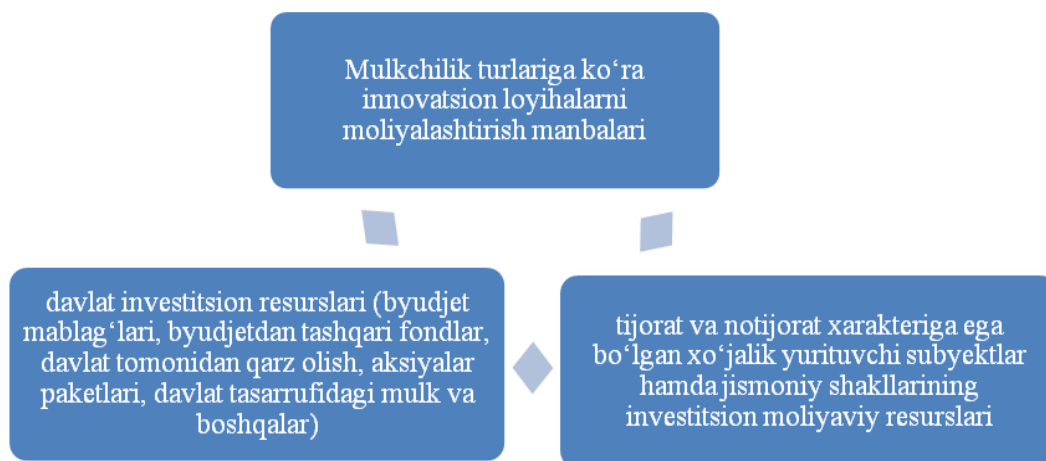 Mulkchilik turlariga ko‘ra
innovatsion loyihalarni
moliyalashtirish manbalari
davlat investitsion resurslari (byudjet
mablag‘lari, byudjetdan tashqari fondlar,
davlat tomonidan qarz olish, aksiyalar
paketlari, davlat tasarrufidagi mulk va
boshqalar)
tijorat va notijorat xarakteriga ega
bo‘lgan xo‘jalik yurituvchi subyektlar
hamda jismoniy shakllarining
investitsion moliyaviy resurslari